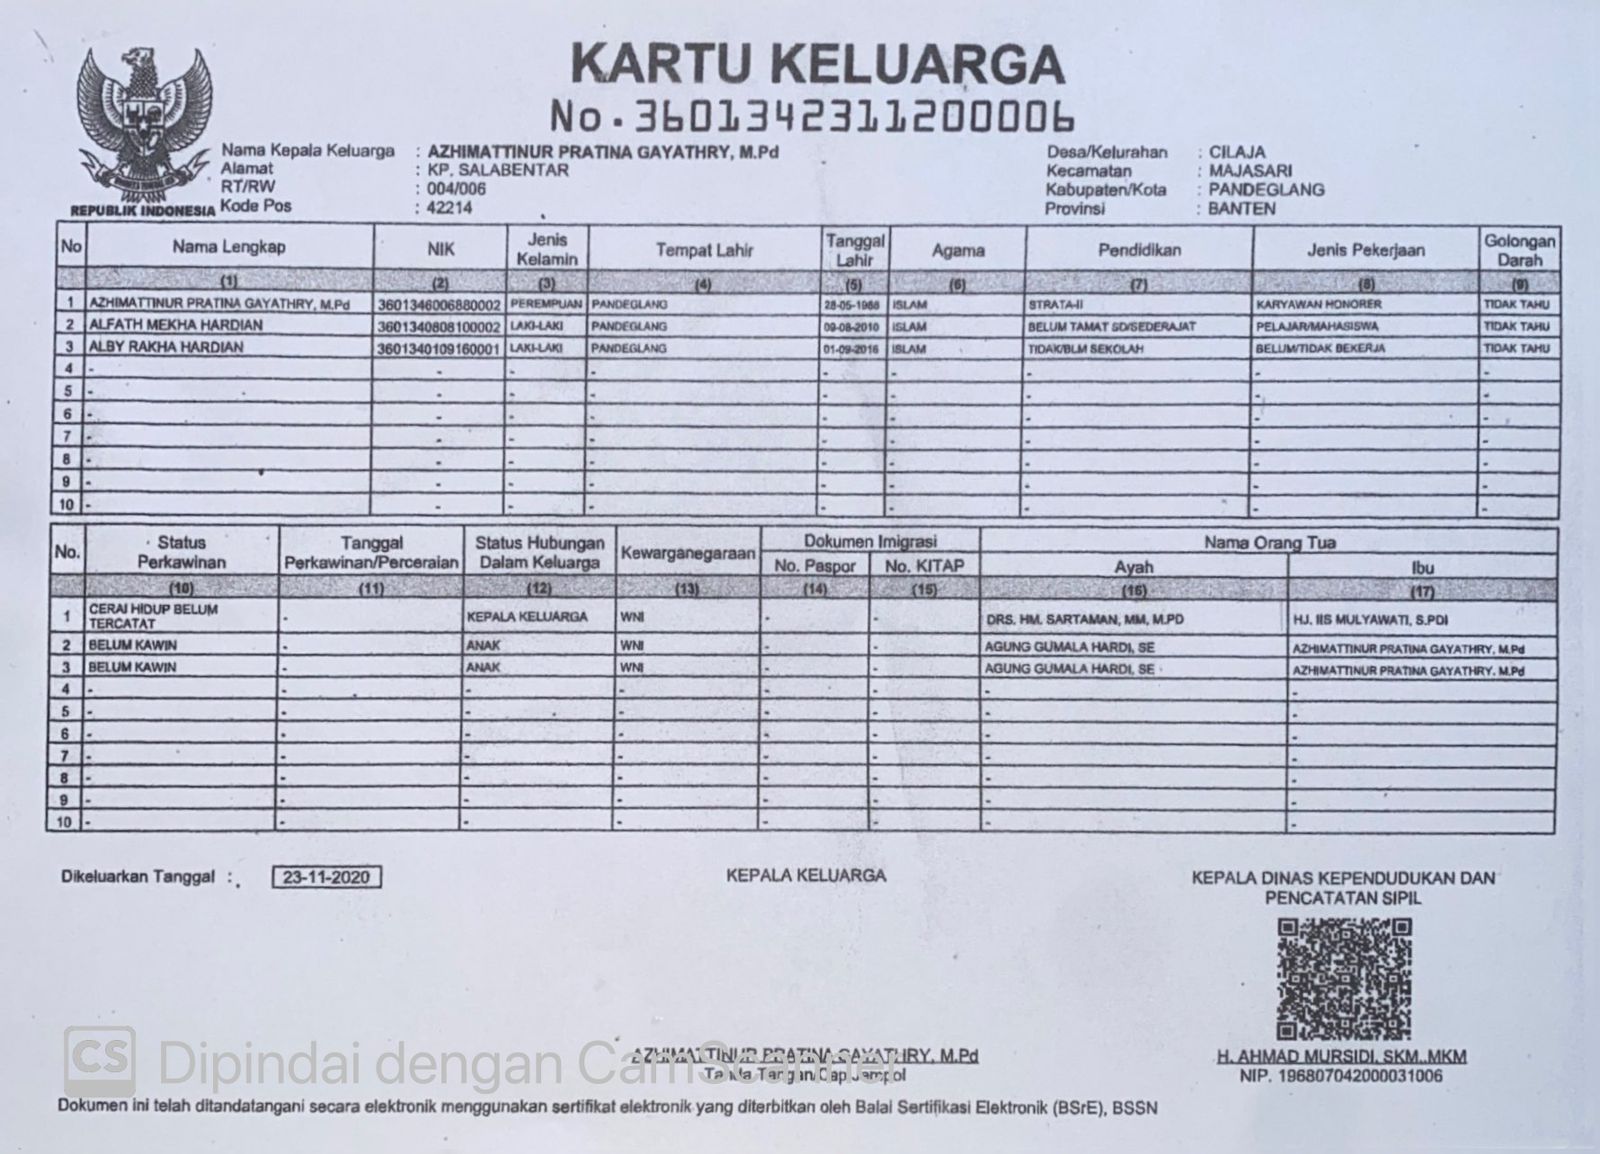 KARTU KELUARGA
No.3601342311200006
REPUBLIK INDONESIA
Nama Kepala Keluarga : AZHIMATTINUR PRATINA GAYATHRY, M.Pd
Alamat : KP. SALABENTAR
RT/RW : 004/006
Kode Pos : 42214
Desa/Kelurahan : CILAJA
Kecamatan : MAJASARI
Kabupaten/Kota : PANDEGLANG
Provinsi : BANTEN
No Nama Lengkap NIK Jenis Kelamin Tempat Lahir Tanggal Lahir Agama Pendidikan Jenis Pekerjaan Golongan Darah
(1) (2) (3) (4) (5) (6) (7) (8) (9)
1 AZHIMATTINUR PRATINA GAYATHRY, M.Pd 3601346006880002 PEREMPUAN PANDEGLANG 28-05-1988 ISLAM STRATA-II KARYAWAN HONORER TIDAK TAHU
2 ALFATH MEKHA HARDIAN 3601340808100002 LAKI-LAKI PANDEGLANG 09-08-2010 ISLAM BELUM TAMAT SD/SEDERAJAT PELAJAR/MAHASISWA TIDAK TAHU
3 ALBY RAKHA HARDIAN 3601340109160001 LAKI-LAKI PANDEGLANG 01-09-2016 ISLAM TIDAK/BLM SEKOLAH BELUM/TIDAK BEKERJA TIDAK TAHU
4 - - - - - - - - -
5 - - - - - - - - -
6 - - - - - - - - -
7 - - - - - - - - -
8 - - - - - - - - -
9 - - - - - - - - -
10 - - - - - - - - -
No. Status Perkawinan Tanggal Perkawinan/Perceraian Status Hubungan Dalam Keluarga Kewarganegaraan Dokumen Imigrasi Nama Orang Tua
No. Paspor No. KITAP Ayah Ibu
(10) (11) (12) (13) (14) (15) (16) (17)
1 CERAI HIDUP BELUM TERCATAT - KEPALA KELUARGA WNI - - DRS. HM. SARTAMAN, MM, M.PD HJ. IIS MULYAWATI, S.PDI
2 BELUM KAWIN - ANAK WNI - - AGUNG GUMALA HARDI, SE AZHIMATTINUR PRATINA GAYATHRY, M.Pd
3 BELUM KAWIN - ANAK WNI - - AGUNG GUMALA HARDI, SE AZHIMATTINUR PRATINA GAYATHRY, M.Pd
4 - - - - - - - -
5 - - - - - - - -
6 - - - - - - - -
7 - - - - - - - -
8 - - - - - - - -
9 - - - - - - - -
10 - - - - - - - -
Dikeluarkan Tanggal : 23-11-2020
KEPALA KELUARGA
KEPALA DINAS KEPENDUDUKAN DAN
PENCATATAN SIPIL
AZHIMATTINUR PRATINA GAYATHRY, M.Pd
Tanda Tangan/Cap Jempol
H. AHMAD MURSIDI, SKM.,MKM
NIP. 196807042000031006
CS Dipindai dengan CamScanner
Dokumen ini telah ditandatangani secara elektronik menggunakan sertifikat elektronik yang diterbitkan oleh Balai Sertifikasi Elektronik (BSrE), BSSN